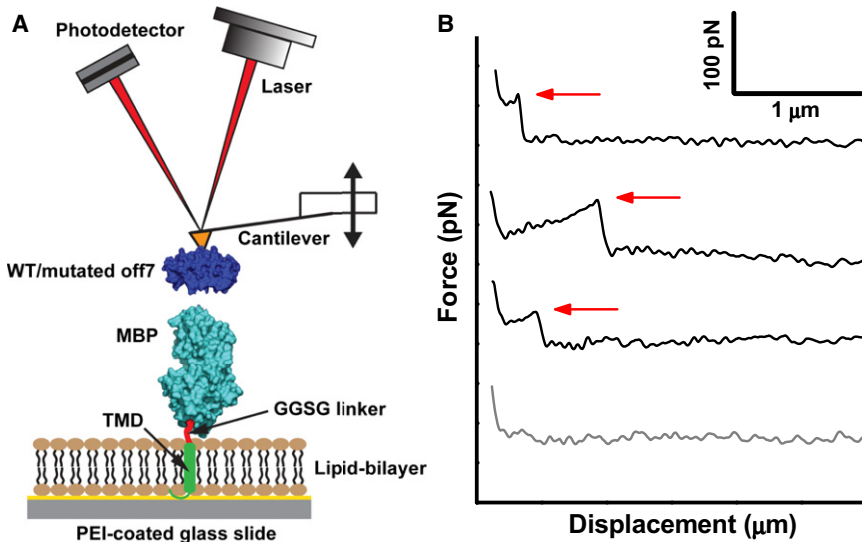 A
Photodetector
Laser
Cantilever
WT/mutated off7
MBP
GGSG linker
TMD
Lipid-bilayer
PEI-coated glass slide
B
100 pN
1 μm
Force (pN)
Displacement (μm)